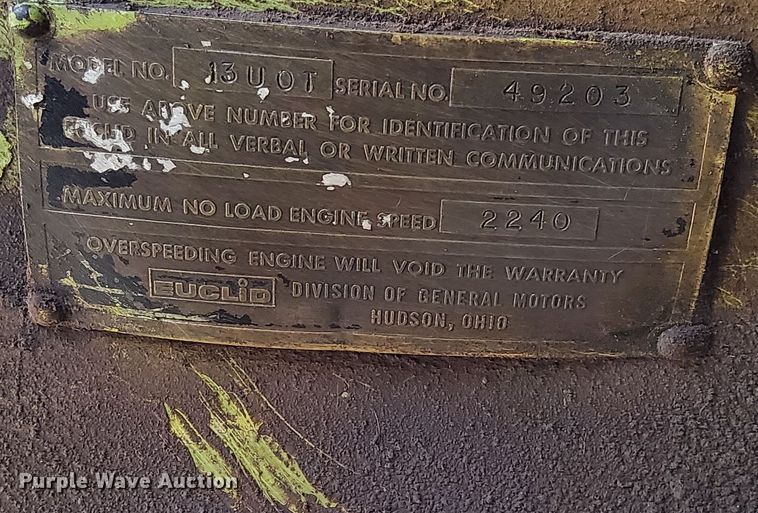 MODEL NO. 13UOT SERIAL NO. 49203
USE ABOVE NUMBER FOR IDENTIFICATION OF THIS
EUCLID IN ALL VERBAL OR WRITTEN COMMUNICATIONS
MAXIMUM NO LOAD ENGINE SPEED 2240
OVERSPEEDING ENGINE WILL VOID THE WARRANTY
EUCLID DIVISION OF GENERAL MOTORS
HUDSON, OHIO
Purple Wave Auction